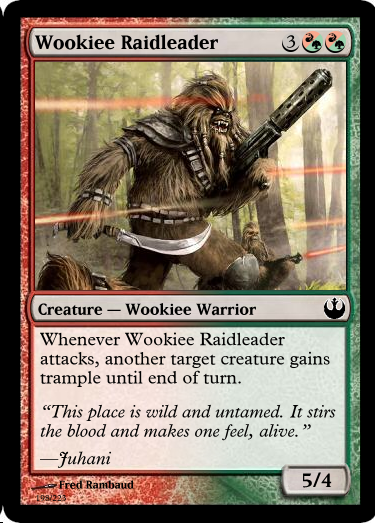 Wookiee Raidleader 3
Creature — Wookiee Warrior
Whenever Wookiee Raidleader
attacks, another target creature gains
trample until end of turn.
“This place is wild and untamed. It stirs
the blood and makes one feel, alive.”
—Juhani
5/4
Fred Rambaud